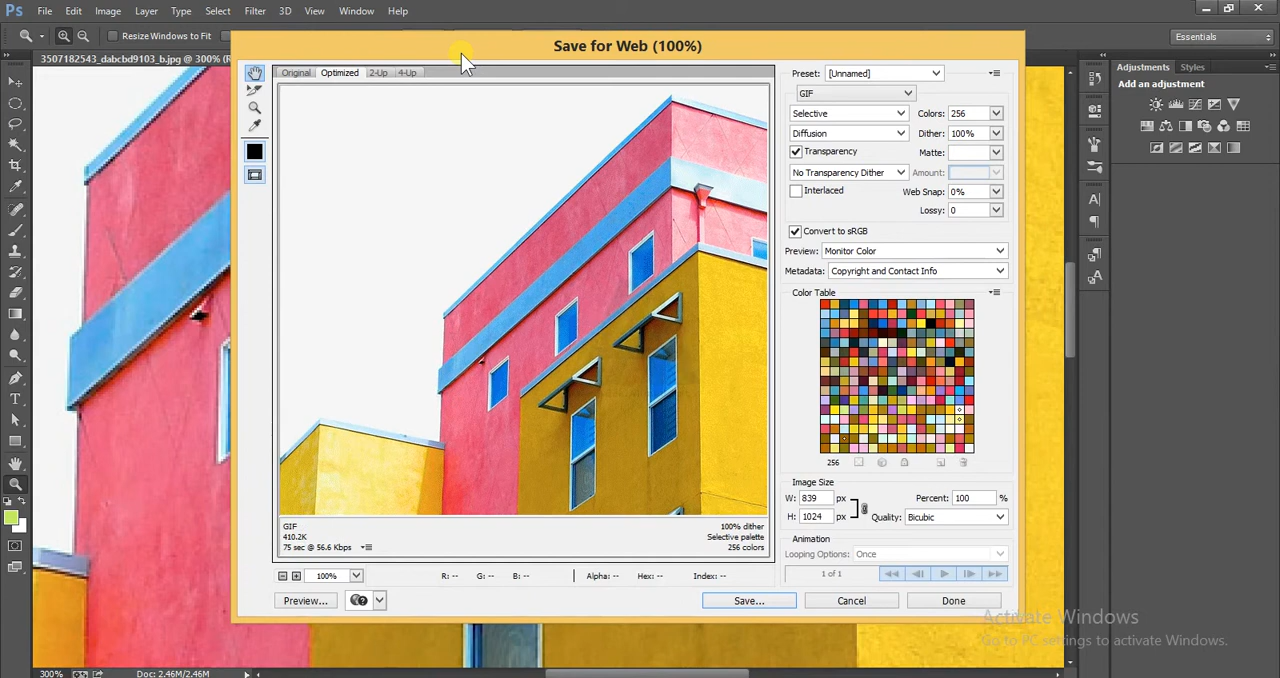 Ps File Edit Image Layer Type Select Filter 3D View Window Help
Resize Windows to Fit
Essentials
3507182543_dabcbd9103_b.jpg @ 300% (R
Save for Web (100%)
Original Optimized 2-Up 4-Up
Preset: [Unnamed]
GIF
Selective Colors: 256
Diffusion Dither: 100%
Transparency Matte:
No Transparency Dither Amount:
Interlaced Web Snap: 0%
Lossy: 0
Convert to sRGB
Preview: Monitor Color
Metadata: Copyright and Contact Info
Color Table
256
Image Size
W: 839 px Percent: 100 %
H: 1024 px Quality: Bicubic
Animation
Looping Options: Once
1 of 1
GIF
410.2K
75 sec @ 56.6 Kbps
100% dither
Selective palette
256 colors
100% R: -- G: -- B: -- Alpha: -- Hex: -- Index: --
Preview... Save... Cancel Done
Adjustments Styles
Add an adjustment
Activate Windows
Go to PC settings to activate Windows.
300% Doc: 2.46M/2.46M